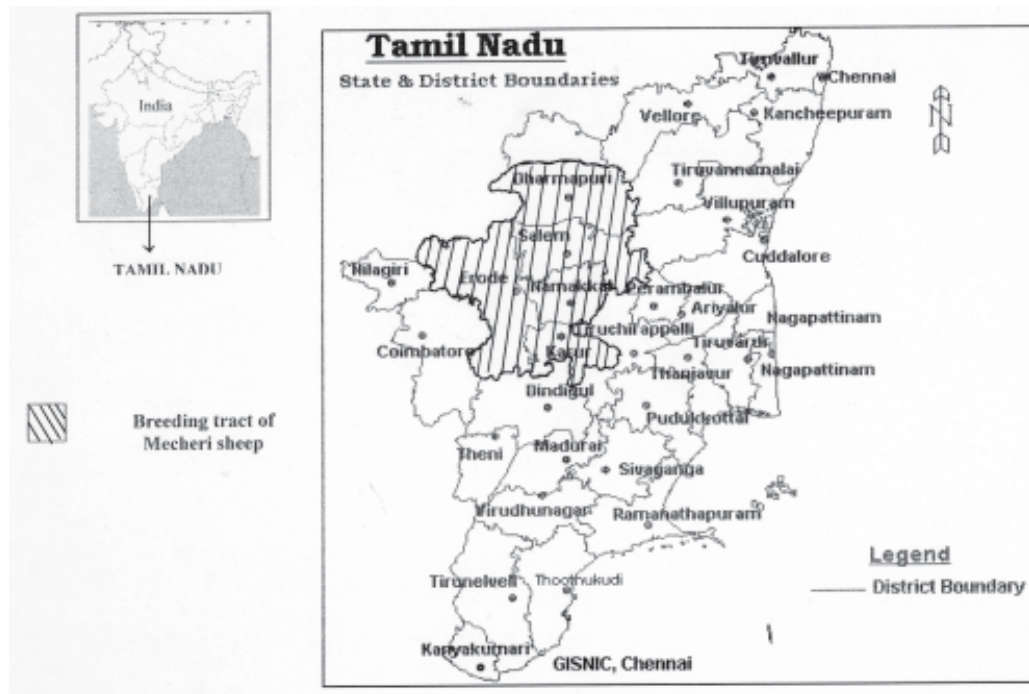 India
TAMIL NADU
Breeding tract of
Mecheri sheep
Tamil Nadu
State & District Boundaries
Tiruvallur
Chennai
Vellore
Kancheepuram
N
Tiruvannamalai
Dharmapuri
Villupuram
Salem
Cuddalore
Nilagiri
Erode
Namakkal
Perambalur
Ariyalur
Nagapattinam
Tiruchirappalli
Coimbatore
Karur
Tiruvarur
Thanjavur
Nagapattinam
Dindigul
Pudukkottai
Theni
Madurai
Sivaganga
Virudhunagar
Ramanathapuram
Legend
Tirunelveli
Thoothukudi
District Boundary
Kanyakumari
GISNIC, Chennai